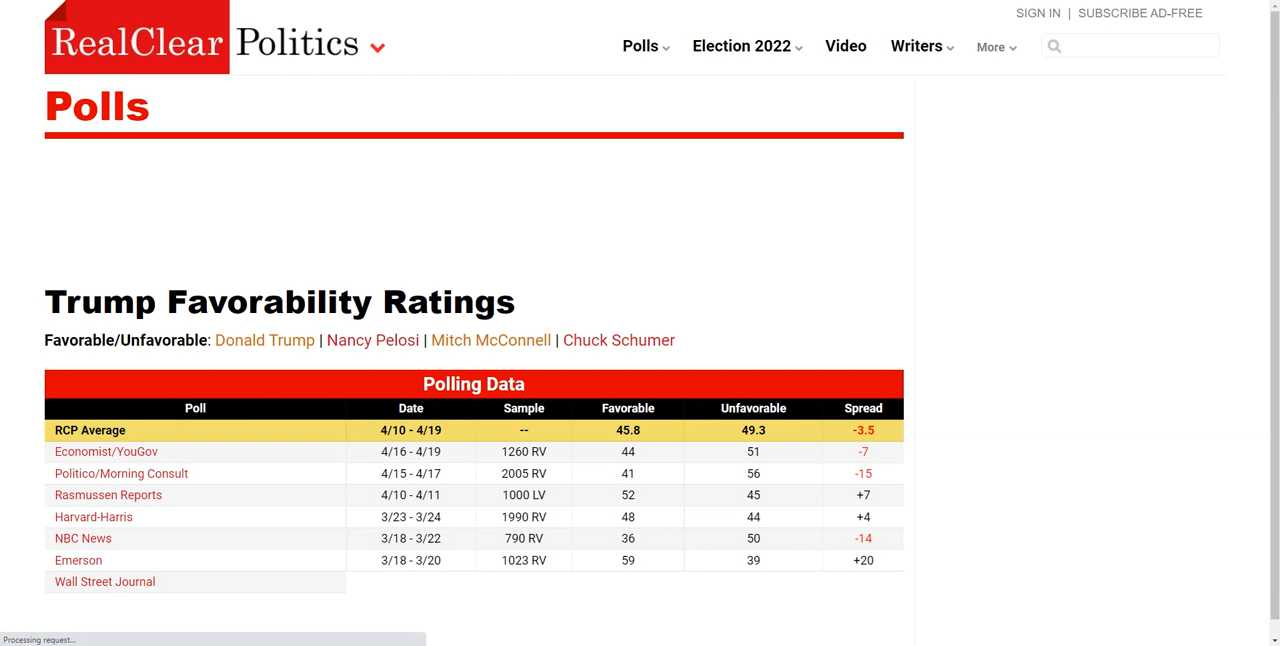 SIGN IN | SUBSCRIBE AD-FREE
RealClear Politics
Polls Election 2022 Video Writers More
Polls
Trump Favorability Ratings
Favorable/Unfavorable: Donald Trump | Nancy Pelosi | Mitch McConnell | Chuck Schumer
Polling Data
Poll Date Sample Favorable Unfavorable Spread
RCP Average 4/10 - 4/19 -- 45.8 49.3 -3.5
Economist/YouGov 4/16 - 4/19 1260 RV 44 51 -7
Politico/Morning Consult 4/15 - 4/17 2005 RV 41 56 -15
Rasmussen Reports 4/10 - 4/11 1000 LV 52 45 +7
Harvard-Harris 3/23 - 3/24 1990 RV 48 44 +4
NBC News 3/18 - 3/22 790 RV 36 50 -14
Emerson 3/18 - 3/20 1023 RV 59 39 +20
Wall Street Journal
Processing request...